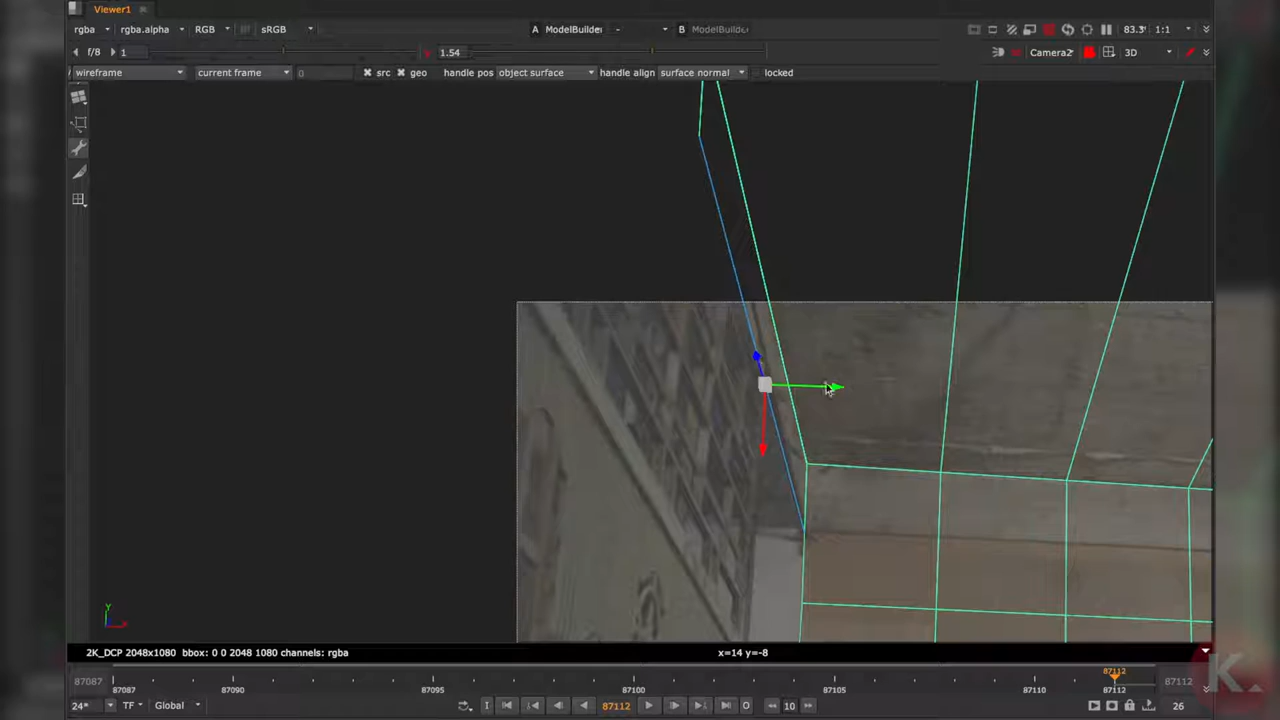 Viewer1
rgba rgba.alpha RGB sRGB A ModelBuilder - B ModelBuilder 83.3 1:1
f/8 1 1.54 Camera2 3D
wireframe current frame 0 src geo handle pos object surface handle align surface normal locked
Y
2K_DCP 2048x1080 bbox: 0 0 2048 1080 channels: rgba x=14 y=-8
87087 87087 87090 87095 87100 87105 87110 87112 87112 87112
24* TF Global I 87112 O 10 26
K.